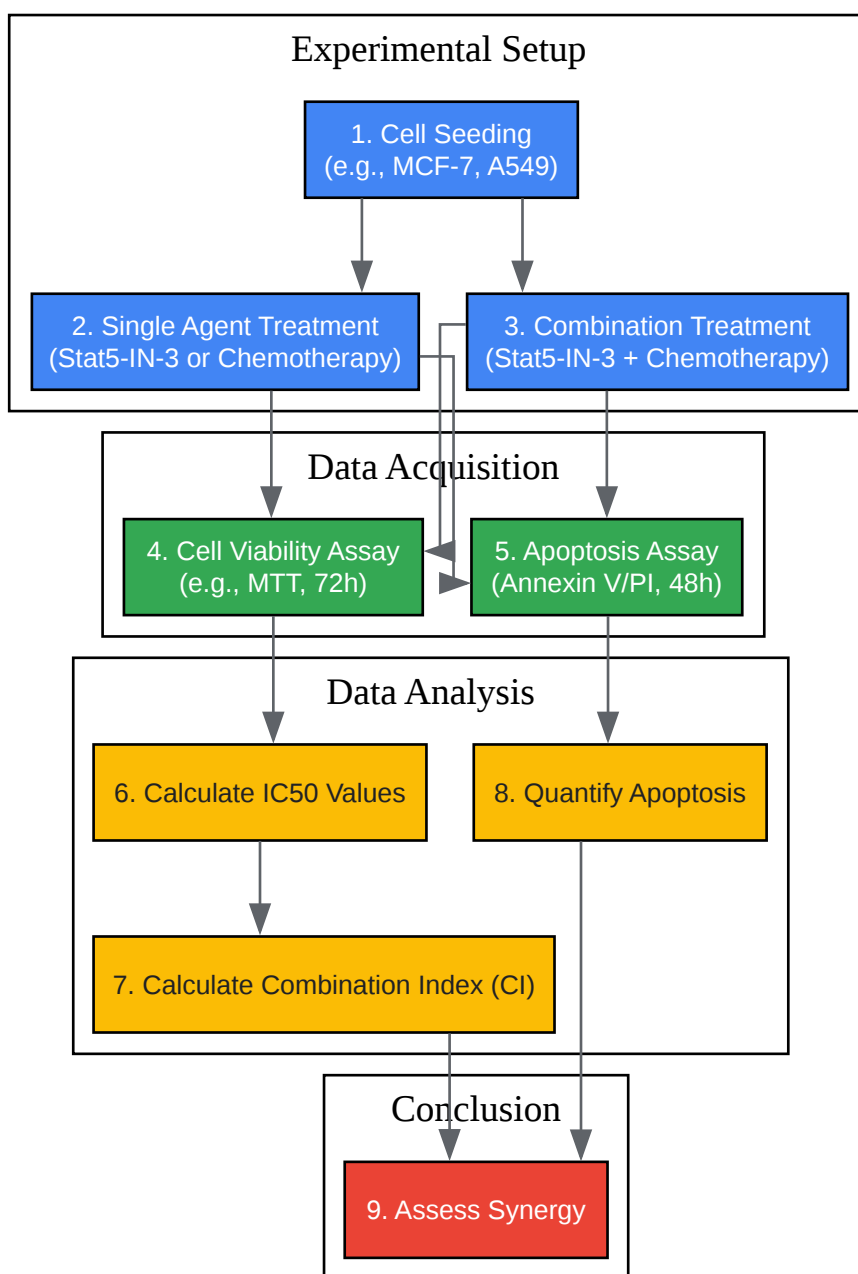 Experimental Setup
1. Cell Seeding
(e.g., MCF-7, A549)
2. Single Agent Treatment
(Stat5-IN-3 or Chemotherapy)
3. Combination Treatment
(Stat5-IN-3 + Chemotherapy)
Data Acquisition
4. Cell Viability Assay
(e.g., MTT, 72h)
5. Apoptosis Assay
(Annexin V/PI, 48h)
Data Analysis
6. Calculate IC50 Values
8. Quantify Apoptosis
7. Calculate Combination Index (CI)
Conclusion
9. Assess Synergy